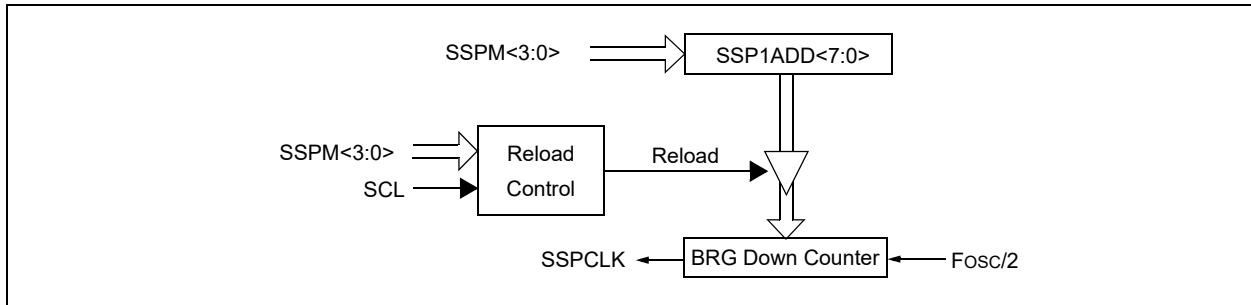 SSPM<3:0>
SSP1ADD<7:0>
SSPM<3:0>
Reload
Control
Reload
SCL
SSPCLK
BRG Down Counter
FOSC/2